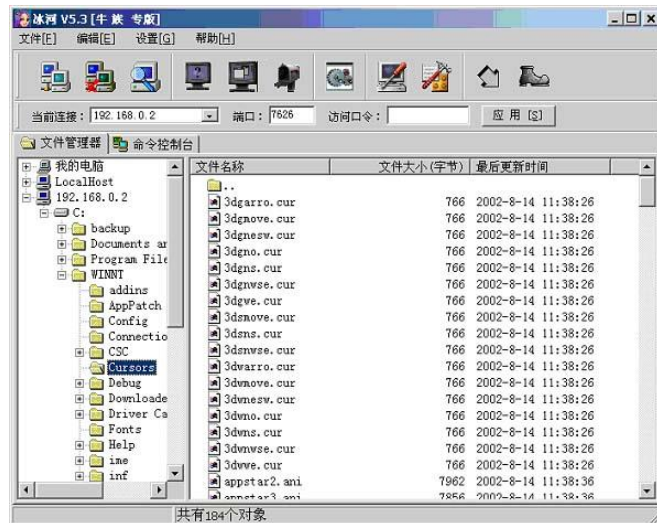 冰河 V5.3 [牛 族 专版]
文件[F] 编辑[E] 设置[G] 帮助[H]
当前连接: 192.168.0.2 端口: 7626 访问口令: 应 用 [S]
文件管理器 命令控制台
我的电脑
LocalHost
192.168.0.2
C:
backup
Documents ar
Program File
WINNT
addins
AppPatch
Config
Connectio
CSC
Cursors
Debug
Downloade
Driver Ca
Fonts
Help
ime
inf
文件名称 文件大小(字节) 最后更新时间
..
3dgarro.cur 766 2002-8-14 11:38:26
3dgmove.cur 766 2002-8-14 11:38:26
3dgnesw.cur 766 2002-8-14 11:38:26
3dgno.cur 766 2002-8-14 11:38:26
3dgns.cur 766 2002-8-14 11:38:26
3dgnwse.cur 766 2002-8-14 11:38:26
3dgwe.cur 766 2002-8-14 11:38:26
3dsmove.cur 766 2002-8-14 11:38:26
3dsns.cur 766 2002-8-14 11:38:26
3dsnwse.cur 766 2002-8-14 11:38:26
3dwarro.cur 766 2002-8-14 11:38:26
3dwmove.cur 766 2002-8-14 11:38:26
3dwnesw.cur 766 2002-8-14 11:38:26
3dwno.cur 766 2002-8-14 11:38:26
3dwns.cur 766 2002-8-14 11:38:26
3dwnwse.cur 766 2002-8-14 11:38:26
3dwwe.cur 766 2002-8-14 11:38:26
appstar2.ani 7962 2002-8-14 11:38:36
appstar3.ani 7856 2002-8-14 11:38:36
共有184个对象